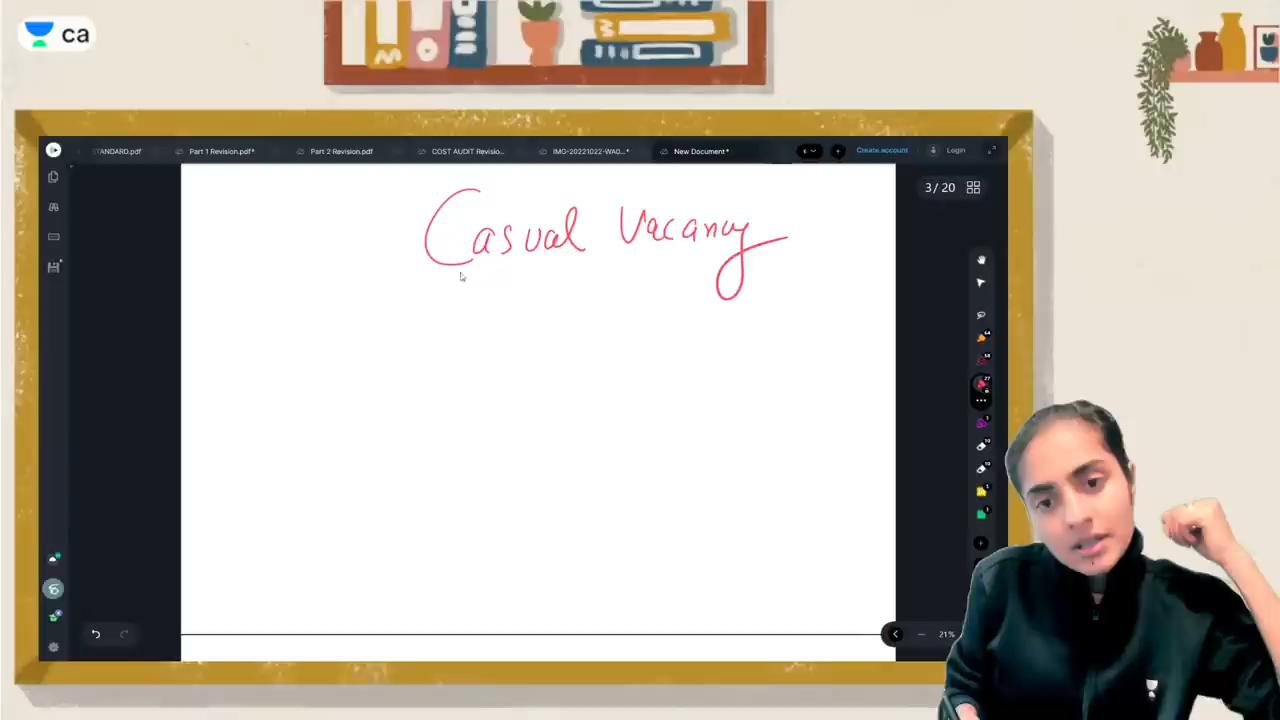 ca
STANDARD.pdf
Part 1 Revision.pdf*
Part 2 Revision.pdf
COST AUDIT Revisio...
IMG-20221022-WA0...*
New Document*
Create account
Login
3 / 20
Casual Vacancy
21%